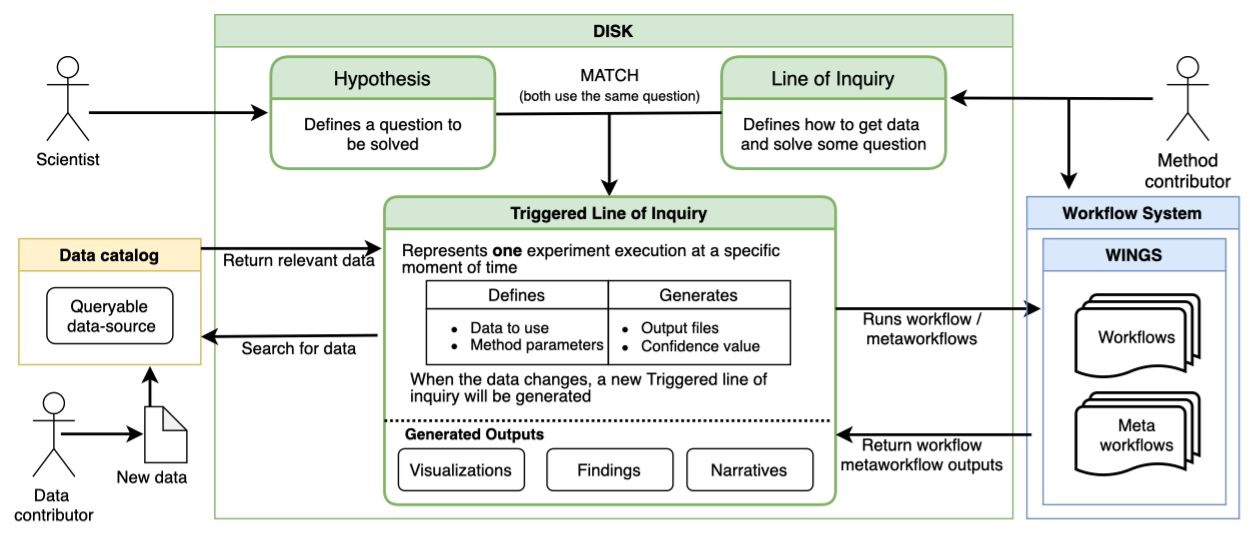 DISK
Scientist
Hypothesis
Defines a question to
be solved
MATCH
(both use the same question)
Line of Inquiry
Defines how to get data
and solve some question
Method
contributor
Triggered Line of Inquiry
Represents one experiment execution at a specific
moment of time
Defines
Generates
• Data to use
• Method parameters
• Output files
• Confidence value
When the data changes, a new Triggered line of
inquiry will be generated
Generated Outputs
Visualizations
Findings
Narratives
Data catalog
Queryable
data-source
Return relevant data
Search for data
New data
Data
contributor
Runs workflow /
metaworkflows
Return workflow
metaworkflow outputs
Workflow System
WINGS
Workflows
Meta
workflows